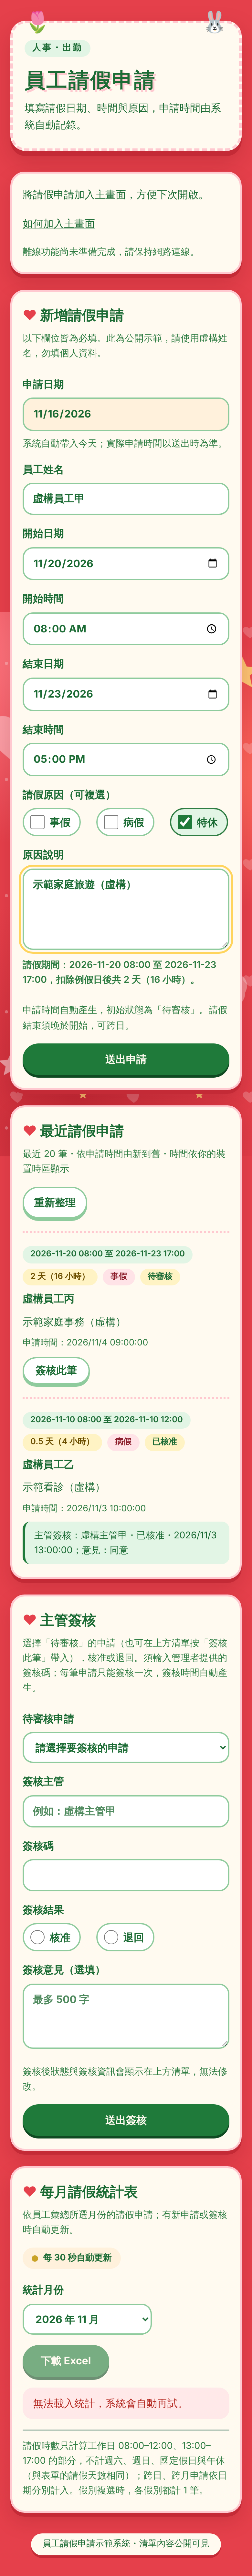 人事・出勤
員工請假申請
填寫請假日期、時間與原因，申請時間由系
統自動記錄。
將請假申請加入主畫面，方便下次開啟。
如何加入主畫面
離線功能尚未準備完成，請保持網路連線。
新增請假申請
以下欄位皆為必填。此為公開示範，請使用虛構姓
名，勿填個人資料。
申請日期
11/16/2026
系統自動帶入今天；實際申請時間以送出時為準。
員工姓名
虛構員工甲
開始日期
11/20/2026
開始時間
08:00 AM
結束日期
11/23/2026
結束時間
05:00 PM
請假原因（可複選）
事假 病假 特休
原因說明
示範家庭旅遊（虛構）
請假期間：2026-11-20 08:00 至 2026-11-23
17:00，扣除例假日後共 2 天（16 小時）。
申請時間自動產生，初始狀態為「待審核」。請假
結束須晚於開始，可跨日。
送出申請
最近請假申請
最近 20 筆・依申請時間由新到舊・時間依你的裝
置時區顯示
重新整理
2026-11-20 08:00 至 2026-11-23 17:00
2 天（16 小時） 事假 待審核
虛構員工丙
示範家庭事務（虛構）
申請時間：2026/11/4 09:00:00
簽核此筆
2026-11-10 08:00 至 2026-11-10 12:00
0.5 天（4 小時） 病假 已核准
虛構員工乙
示範看診（虛構）
申請時間：2026/11/3 10:00:00
主管簽核：虛構主管甲・已核准・2026/11/3
13:00:00；意見：同意
主管簽核
選擇「待審核」的申請（也可在上方清單按「簽核
此筆」帶入），核准或退回。須輸入管理者提供的
簽核碼；每筆申請只能簽核一次，簽核時間自動產
生。
待審核申請
請選擇要簽核的申請
簽核主管
例如：虛構主管甲
簽核碼
簽核結果
核准 退回
簽核意見（選填）
最多 500 字
簽核後狀態與簽核資訊會顯示在上方清單，無法修
改。
送出簽核
每月請假統計表
依員工彙總所選月份的請假申請；有新申請或簽核
時自動更新。
每 30 秒自動更新
統計月份
2026 年 11 月
下載 Excel
無法載入統計，系統會自動再試。
請假時數只計算工作日 08:00–12:00、13:00–
17:00 的部分，不計週六、週日、國定假日與午休
（與表單的請假天數相同）；跨日、跨月申請依日
期分別計入。假別複選時，各假別都計 1 筆。
員工請假申請示範系統・清單內容公開可見